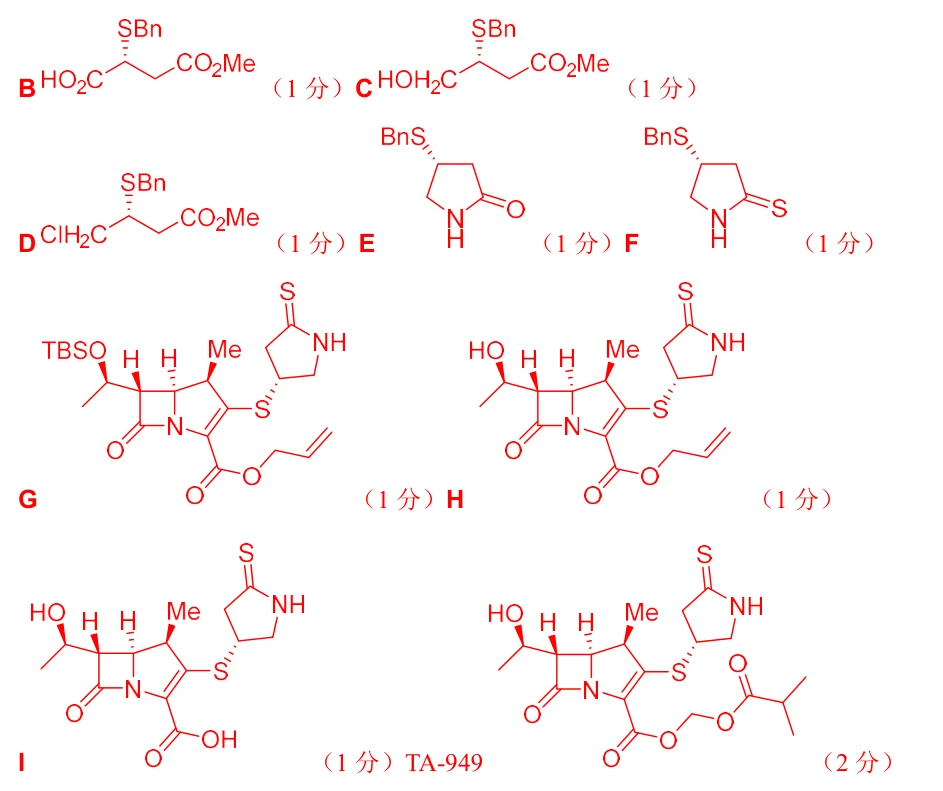 SBn SBn
B HO₂C CO₂Me （1 分） C HOH₂C CO₂Me （1 分）
BnS BnS
SBn
D ClH₂C CO₂Me （1 分） E N H O （1 分） F N H S （1 分）
S S
TBSO H H Me NH HO H H Me NH
O N S O N S
G O O （1 分） H O O （1 分）
S S
HO H H Me NH HO H H Me NH
O N S O N S O
I O OH （1 分） TA-949 O O O （2 分）